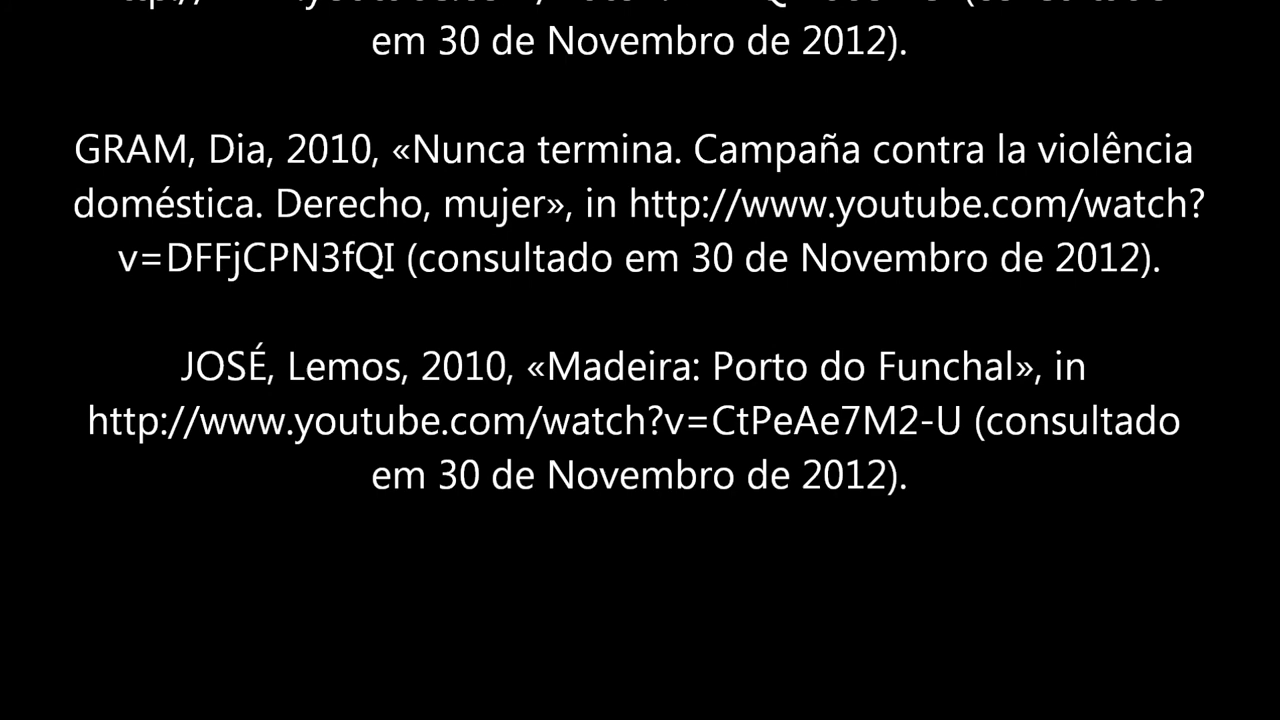 em 30 de Novembro de 2012).
GRAM, Dia, 2010, «Nunca termina. Campaña contra la violência
doméstica. Derecho, mujer», in http://www.youtube.com/watch?
v=DFFjCPN3fQI (consultado em 30 de Novembro de 2012).
JOSÉ, Lemos, 2010, «Madeira: Porto do Funchal», in
http://www.youtube.com/watch?v=CtPeAe7M2-U (consultado
em 30 de Novembro de 2012).